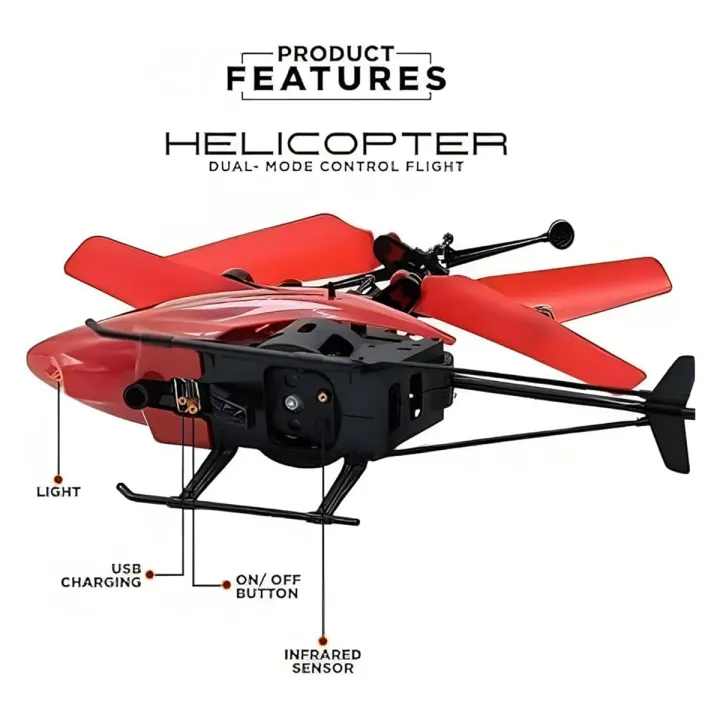 PRODUCT
FEATURES
HELICOPTER
DUAL- MODE CONTROL FLIGHT
LIGHT
USB
CHARGING
ON/ OFF
BUTTON
INFRARED
SENSOR